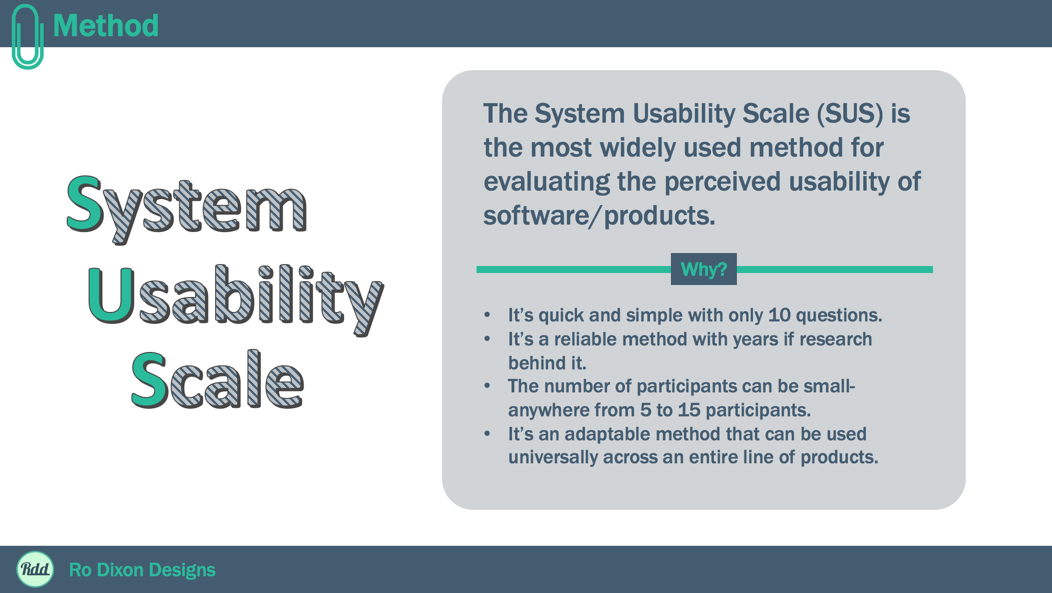 Method
System
Usability
Scale
The System Usability Scale (SUS) is
the most widely used method for
evaluating the perceived usability of
software/products.
Why?
• It's quick and simple with only 10 questions.
• It's a reliable method with years if research
behind it.
• The number of participants can be small-
anywhere from 5 to 15 participants.
• It's an adaptable method that can be used
universally across an entire line of products.
Rdd
Ro Dixon Designs